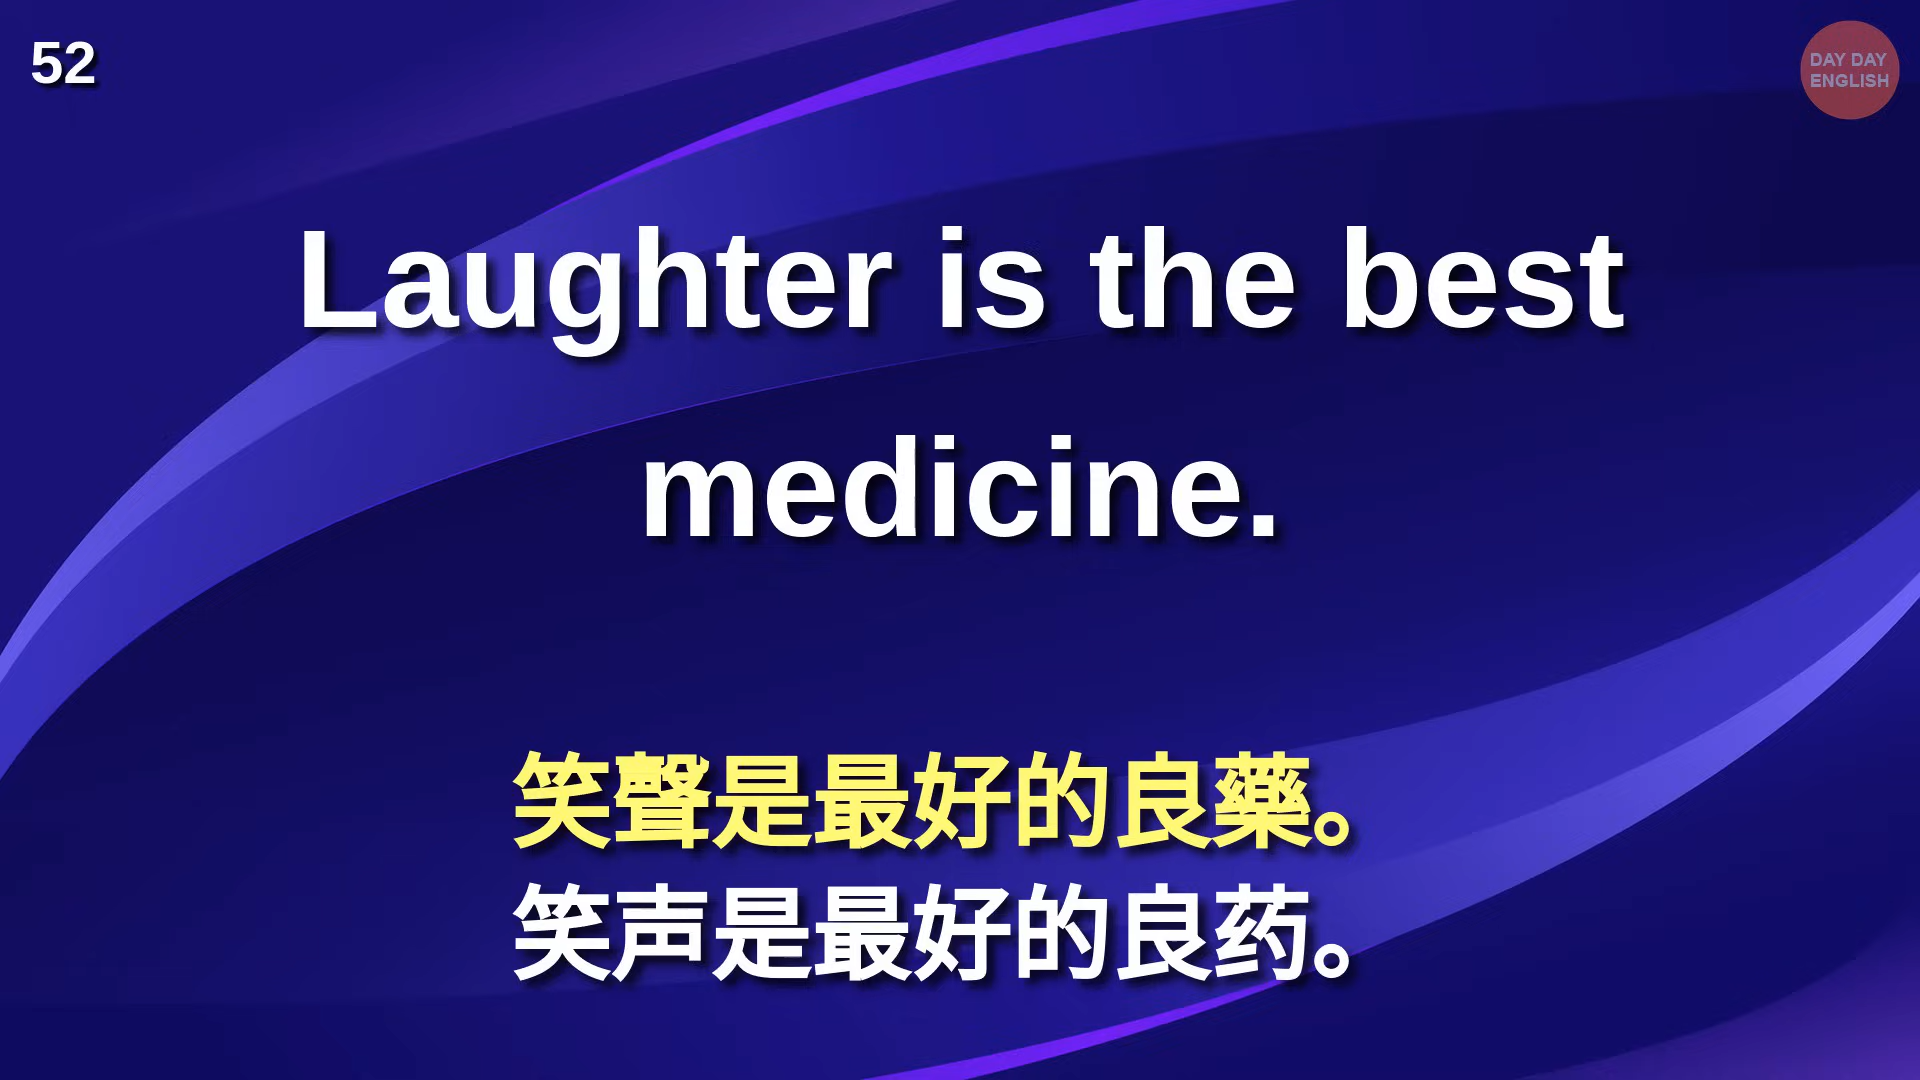 52
DAY DAY
ENGLISH
Laughter is the best
medicine.
笑聲是最好的良藥。
笑声是最好的良药。